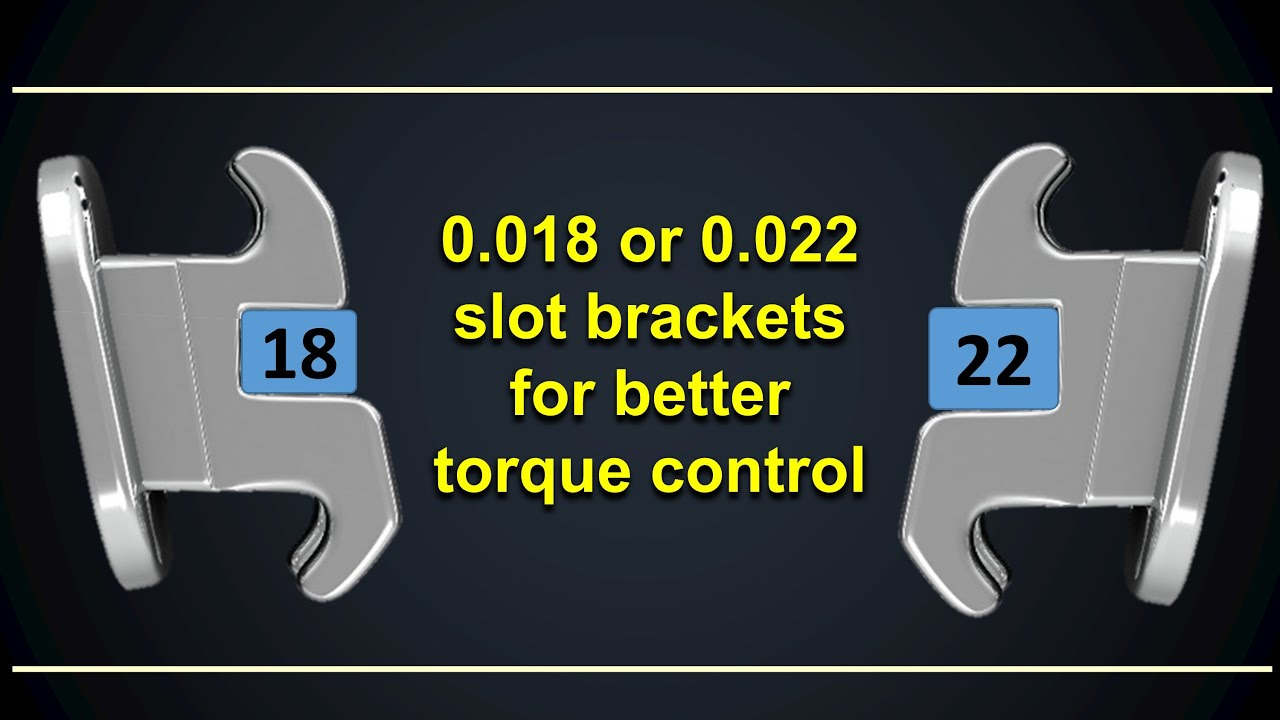 0.018 or 0.022
slot brackets
18
22
for better
torque control